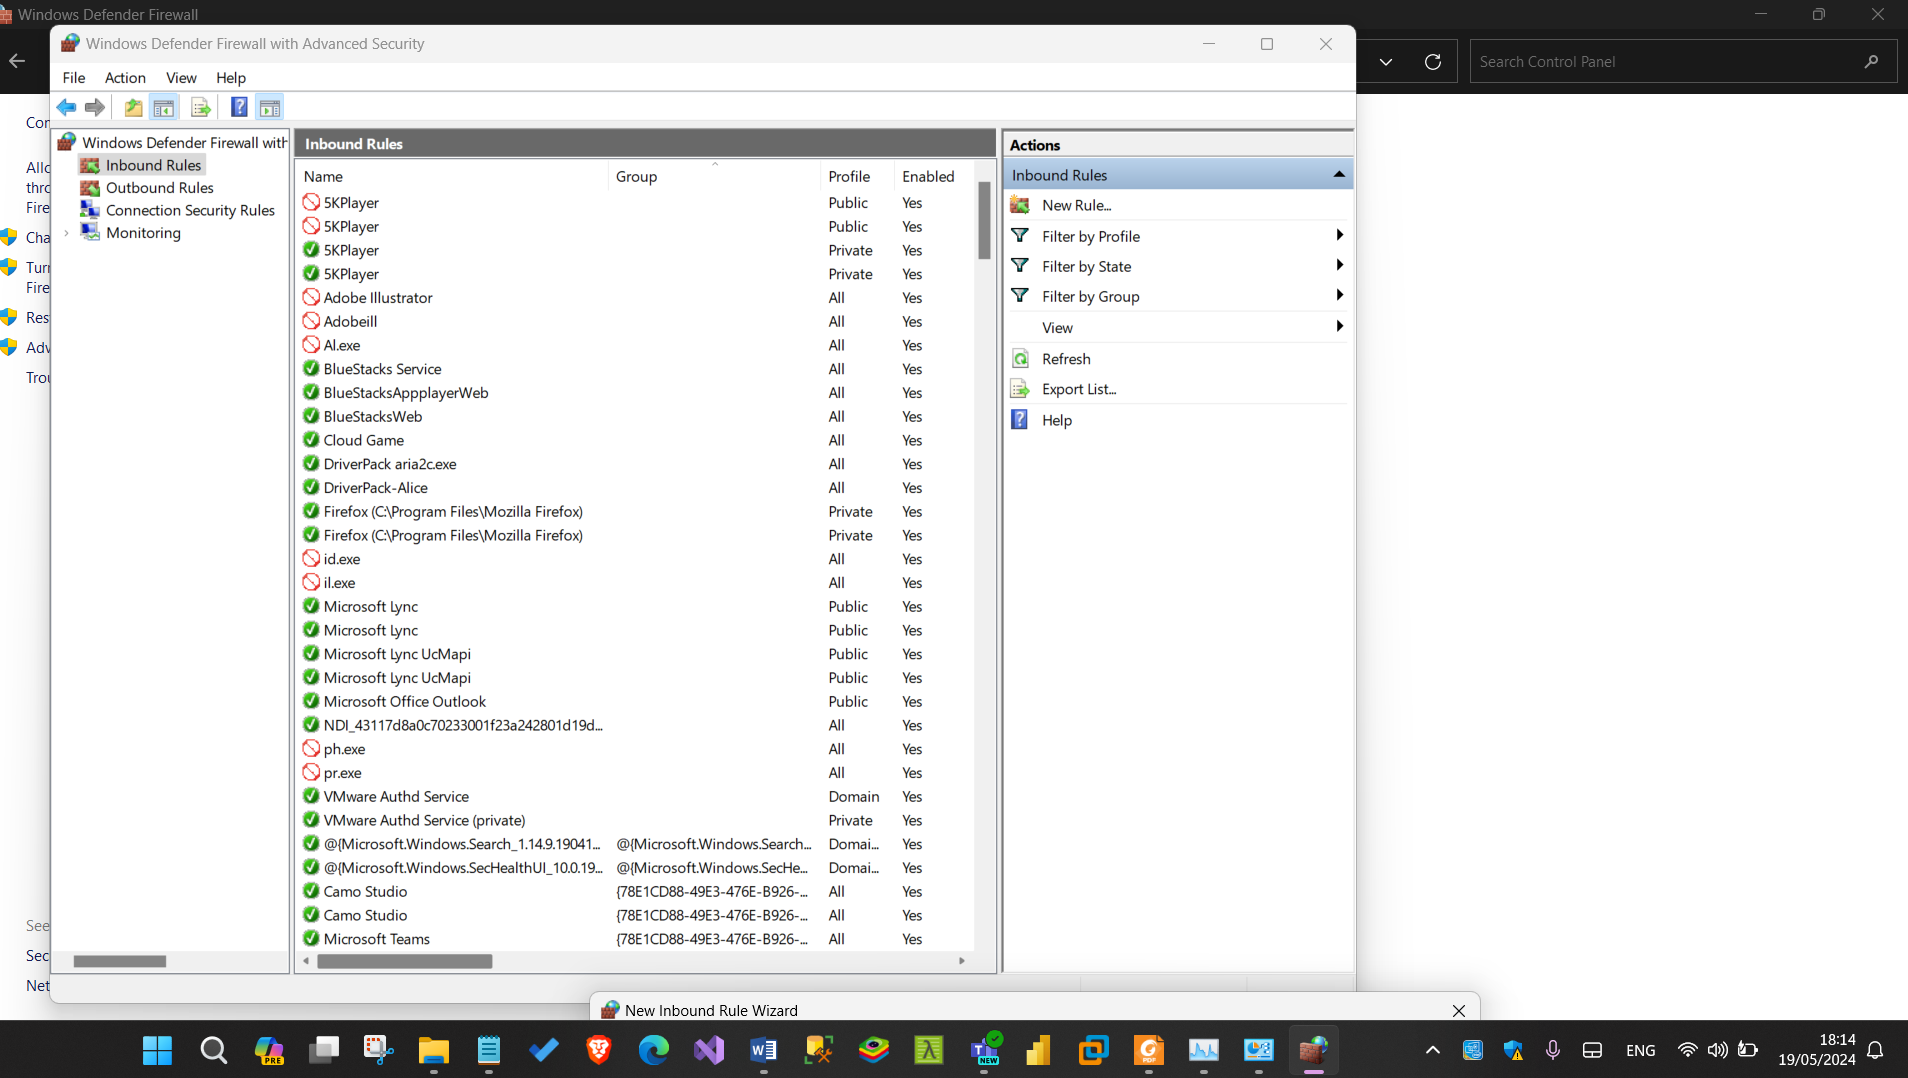 Windows Defender Firewall
Windows Defender Firewall with Advanced Security
Search Control Panel
File Action View Help
Windows Defender Firewall with
Inbound Rules
Outbound Rules
Connection Security Rules
Monitoring
Inbound Rules
Name Group Profile Enabled
5KPlayer Public Yes
5KPlayer Public Yes
5KPlayer Private Yes
5KPlayer Private Yes
Adobe Illustrator All Yes
Adobeill All Yes
AI.exe All Yes
BlueStacks Service All Yes
BlueStacksAppplayerWeb All Yes
BlueStacksWeb All Yes
Cloud Game All Yes
DriverPack aria2c.exe All Yes
DriverPack-Alice All Yes
Firefox (C:\Program Files\Mozilla Firefox) Private Yes
Firefox (C:\Program Files\Mozilla Firefox) Private Yes
id.exe All Yes
il.exe All Yes
Microsoft Lync Public Yes
Microsoft Lync Public Yes
Microsoft Lync UcMapi Public Yes
Microsoft Lync UcMapi Public Yes
Microsoft Office Outlook Public Yes
NDI_43117d8a0c70233001f23a242801d19d... All Yes
ph.exe All Yes
pr.exe All Yes
VMware Authd Service Domain Yes
VMware Authd Service (private) Private Yes
@{Microsoft.Windows.Search_1.14.9.19041... @{Microsoft.Windows.Search... Domai... Yes
@{Microsoft.Windows.SecHealthUI_10.0.19... @{Microsoft.Windows.SecHe... Domai... Yes
Camo Studio {78E1CD88-49E3-476E-B926-... All Yes
Camo Studio {78E1CD88-49E3-476E-B926-... All Yes
Microsoft Teams {78E1CD88-49E3-476E-B926-... All Yes
Actions
Inbound Rules
New Rule...
Filter by Profile
Filter by State
Filter by Group
View
Refresh
Export List...
Help
Cor
Allo
thro
Fire
Cha
Turn
Fire
Res
Adv
Trou
See
Sec
Net
New Inbound Rule Wizard
PRE
NEW
PDF
ENG
18:14
19/05/2024